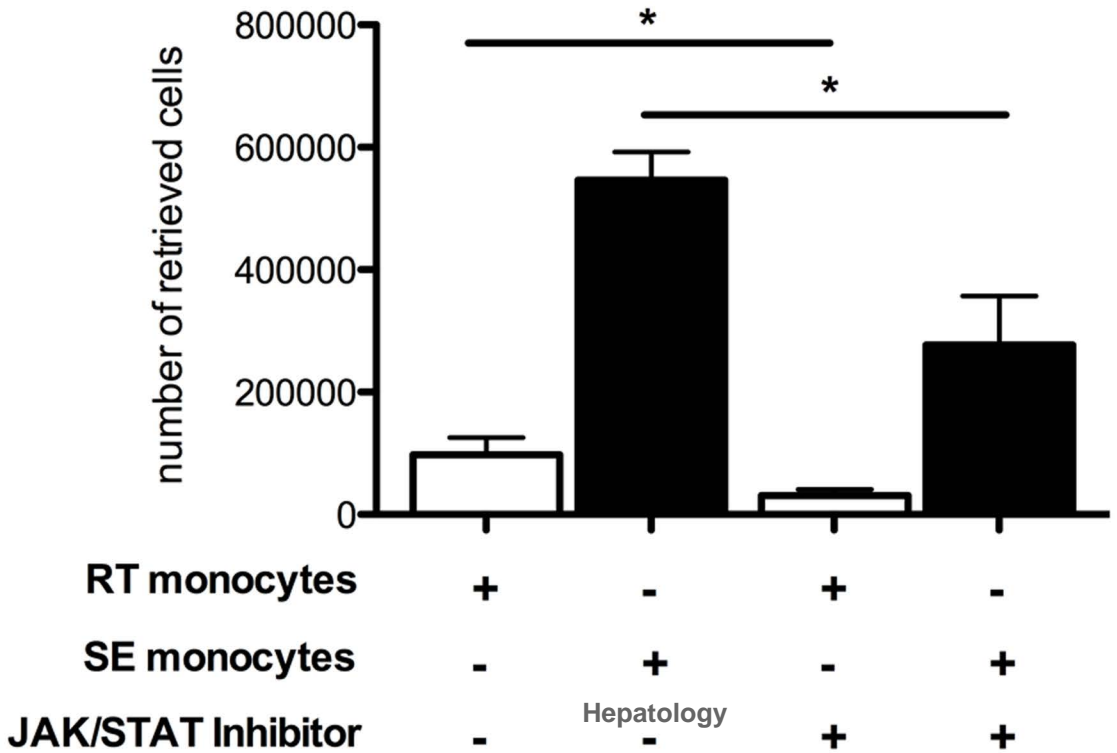 800000
*
*
600000
400000
200000
0
number of retrieved cells
RT monocytes + - + -
SE monocytes - + - +
Hepatology
JAK/STAT Inhibitor - - + +